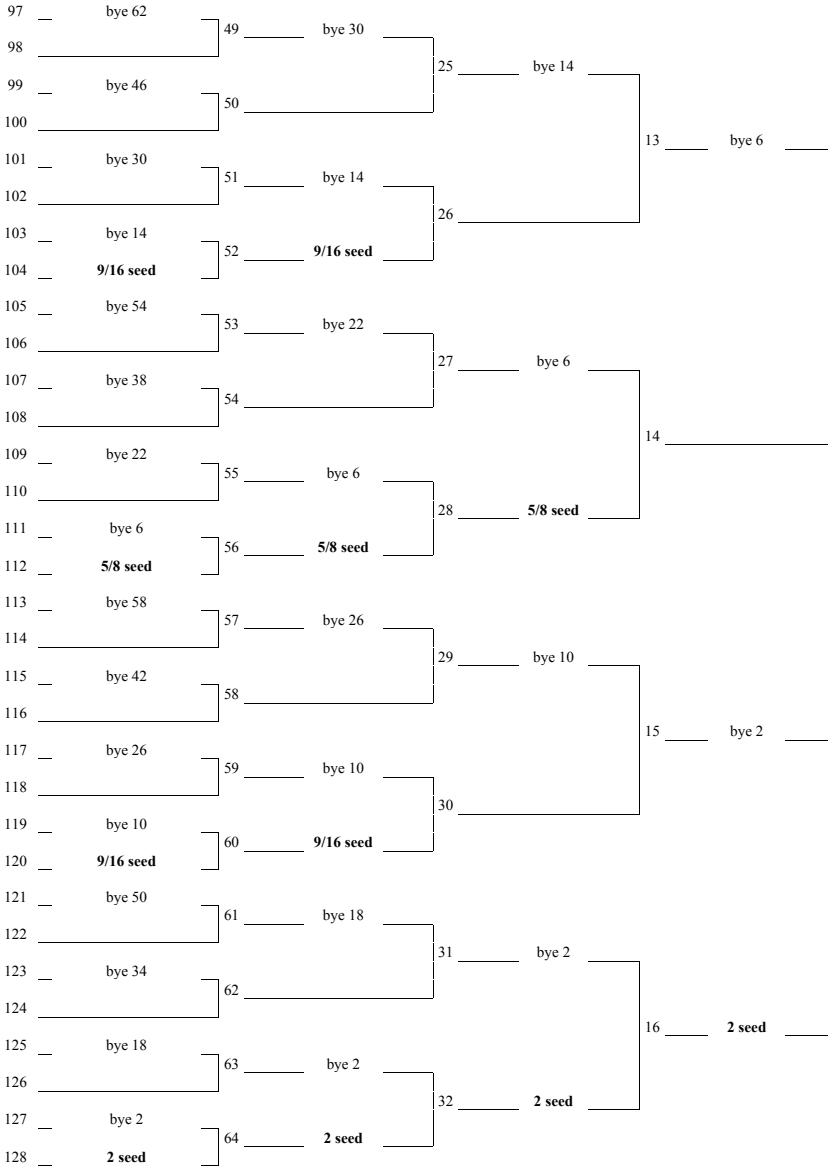 97 bye 62
49 bye 30
98
25 bye 14
99 bye 46
50
100
13 bye 6
101 bye 30
51 bye 14
102
26
103 bye 14
52 9/16 seed
104 9/16 seed
105 bye 54
53 bye 22
106
27 bye 6
107 bye 38
54
108
14
109 bye 22
55 bye 6
110
28 5/8 seed
111 bye 6
56 5/8 seed
112 5/8 seed
113 bye 58
57 bye 26
114
29 bye 10
115 bye 42
58
116
15 bye 2
117 bye 26
59 bye 10
118
30
119 bye 10
60 9/16 seed
120 9/16 seed
121 bye 50
61 bye 18
122
31 bye 2
123 bye 34
62
124
16 2 seed
125 bye 18
63 bye 2
126
32 2 seed
127 bye 2
64 2 seed
128 2 seed